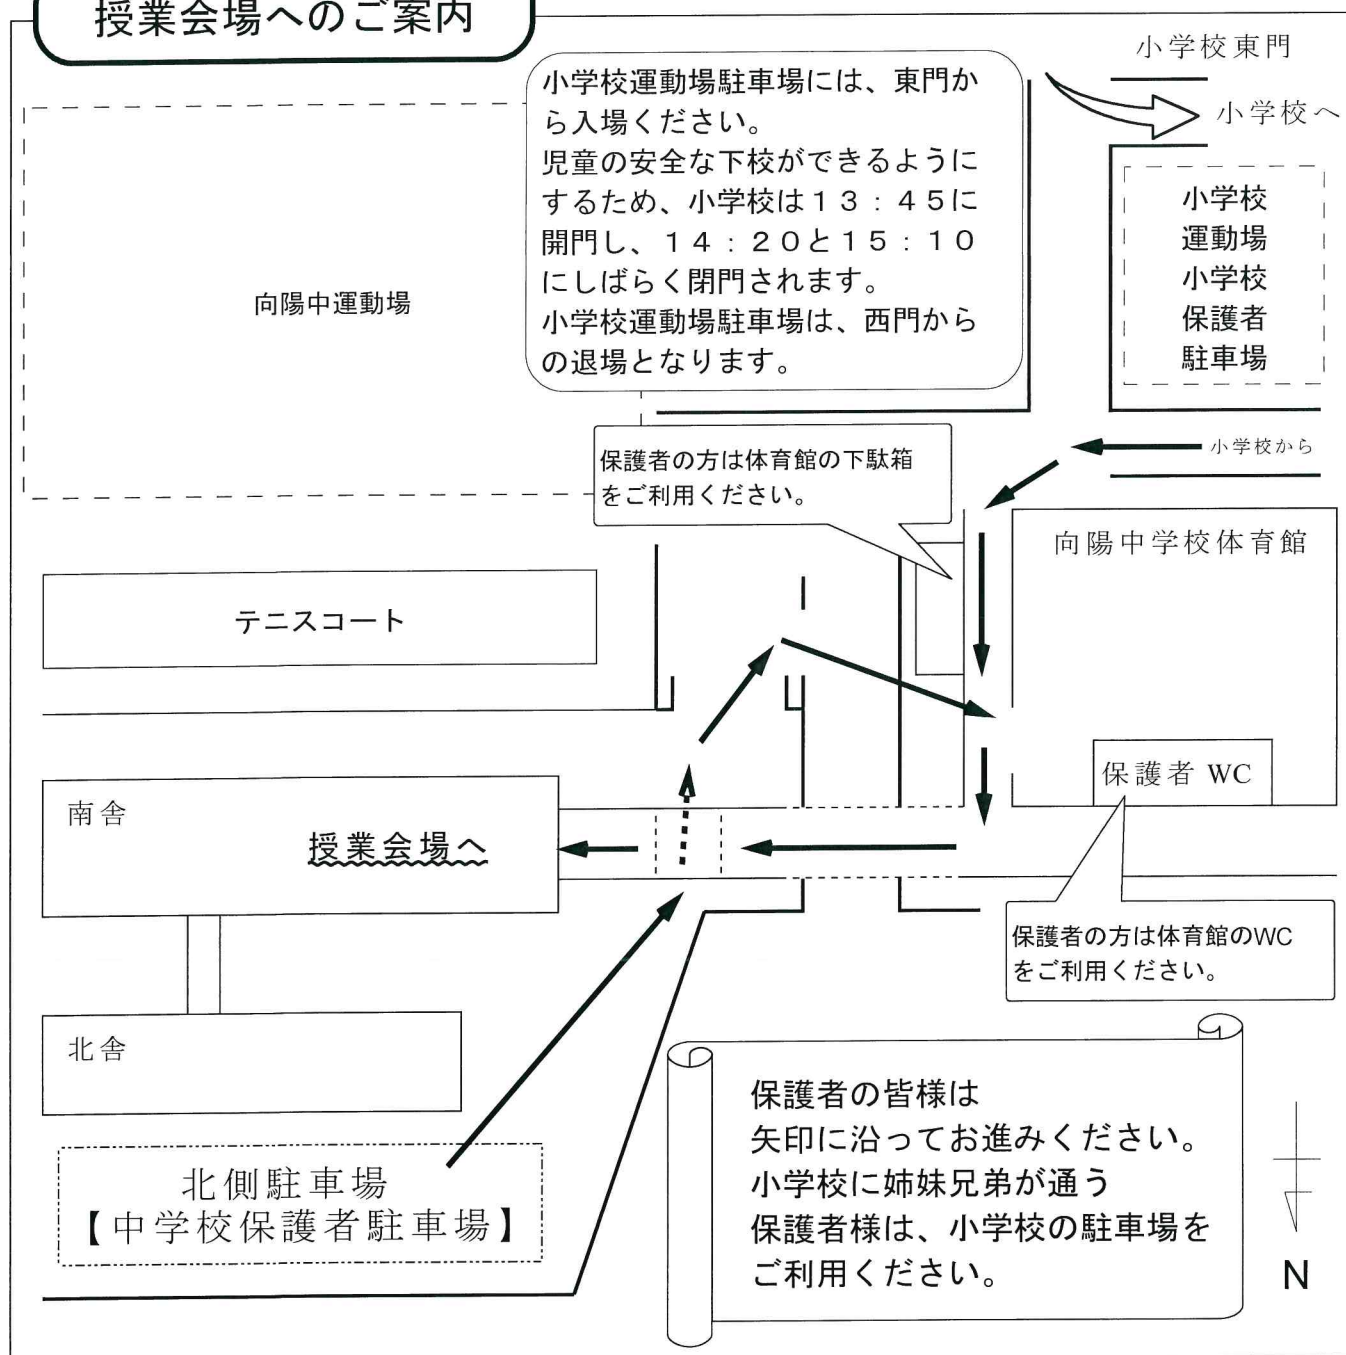 授業会場へのご案内
小学校東門
小学校へ
小学校運動場駐車場には、東門か
ら入場ください。
児童の安全な下校ができるように
するため、小学校は13:45に
開門し、14:20と15:10
にしばらく閉門されます。
小学校運動場駐車場は、西門から
の退場となります。
小学校
運動場
小学校
保護者
駐車場
向陽中運動場
小学校から
保護者の方は体育館の下駄箱
をご利用ください。
向陽中学校体育館
テニスコート
保護者 WC
南舎
授業会場へ
保護者の方は体育館のWC
をご利用ください。
北舎
保護者の皆様は
矢印に沿ってお進みください。
小学校に姉妹兄弟が通う
保護者様は、小学校の駐車場を
ご利用ください。
北側駐車場
【中学校保護者駐車場】
N